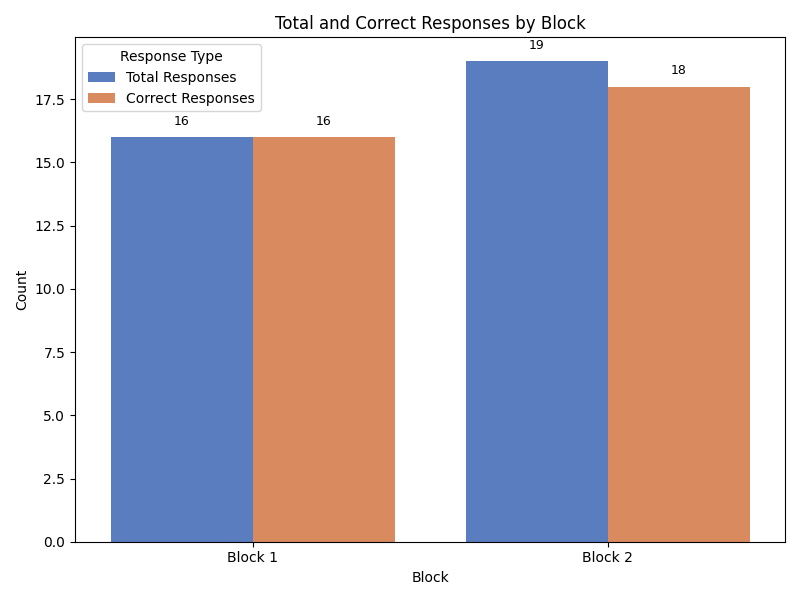 Total and Correct Responses by Block
Response Type
Total Responses
Correct Responses
16
16
19
18
Count
17.5
15.0
12.5
10.0
7.5
5.0
2.5
0.0
Block 1
Block 2
Block